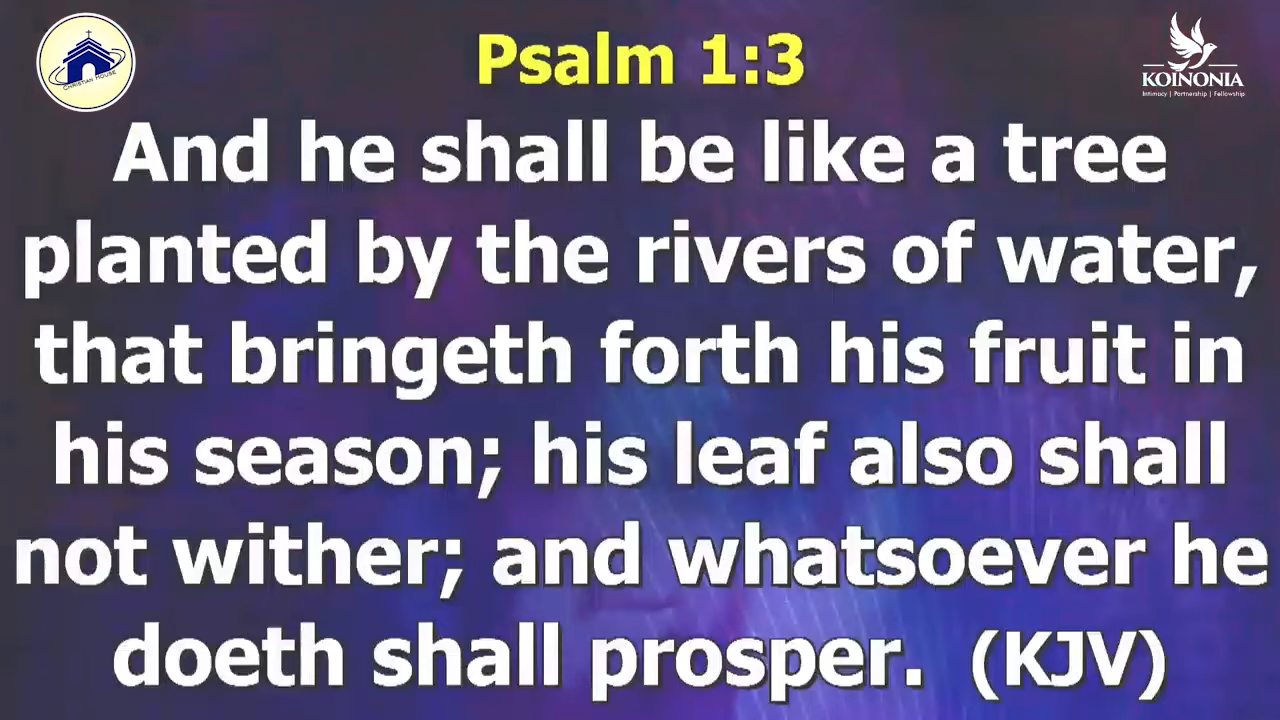 Psalm 1:3
CHRISTIAN HOUSE
KOINONIA
Intimacy | Partnership | Fellowship
And he shall be like a tree
planted by the rivers of water,
that bringeth forth his fruit in
his season; his leaf also shall
not wither; and whatsoever he
doeth shall prosper. (KJV)